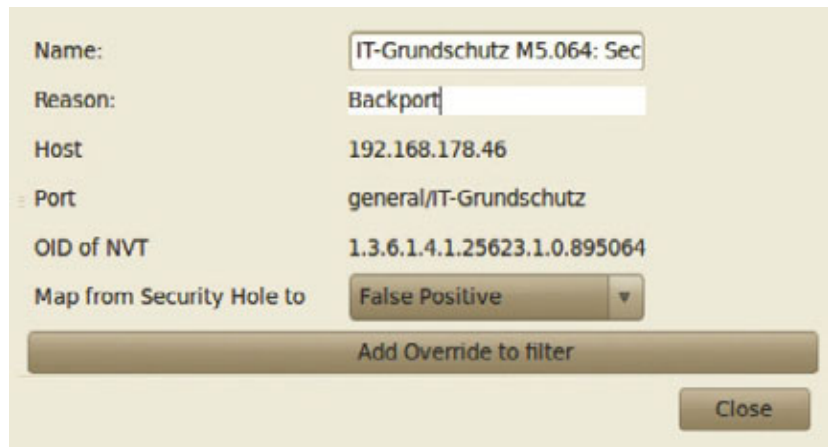 Name: IT-Grundschutz M5.064: Sec
Reason: Backport
Host 192.168.178.46
Port general/IT-Grundschutz
OID of NVT 1.3.6.1.4.1.25623.1.0.895064
Map from Security Hole to False Positive
Add Override to filter
Close